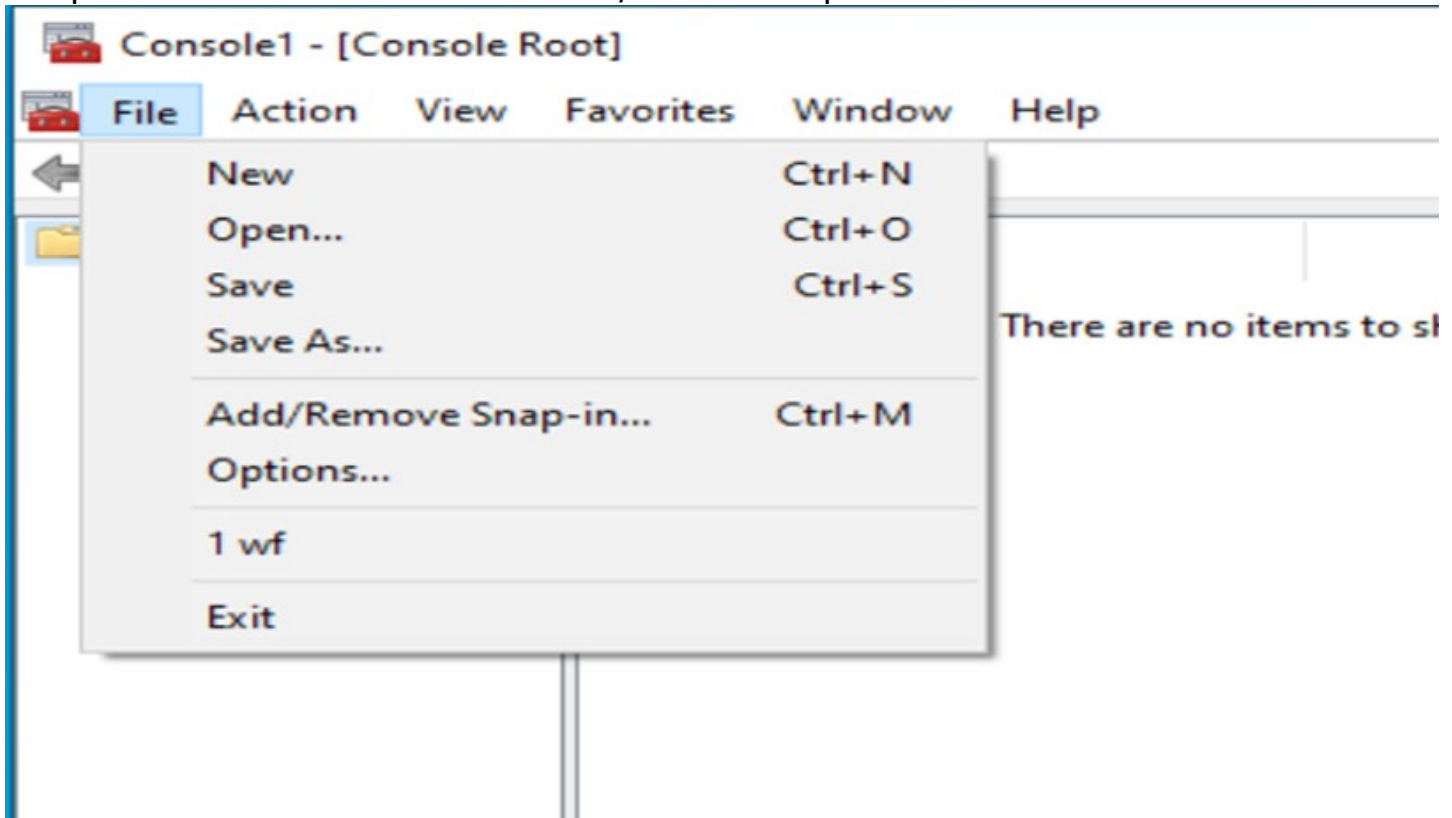 Console1 - [Console Root]
File Action View Favorites Window Help
New Ctrl+N
Open... Ctrl+O
Save Ctrl+S
Save As...
There are no items to
Add/Remove Snap-in... Ctrl+M
Options...
1 wf
Exit